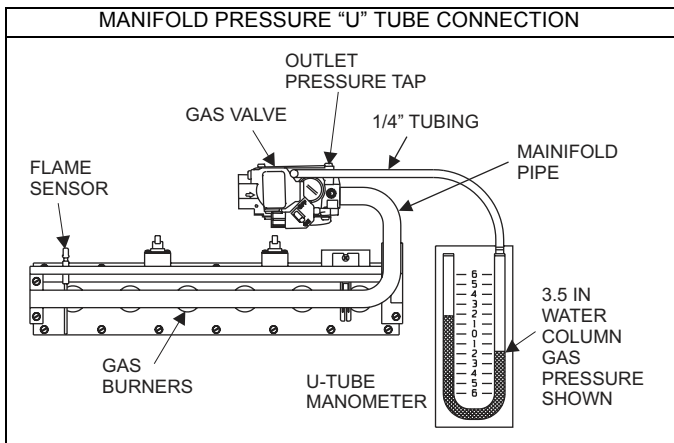 MANIFOLD PRESSURE “U” TUBE CONNECTION
OUTLET
PRESSURE TAP
GAS VALVE
1/4" TUBING
MAINIFOLD
PIPE
FLAME
SENSOR
6
5
4
3
2
1
0
1
2
3
4
5
6
3.5 IN
WATER
COLUMN
GAS
PRESSURE
SHOWN
GAS
BURNERS
U-TUBE
MANOMETER